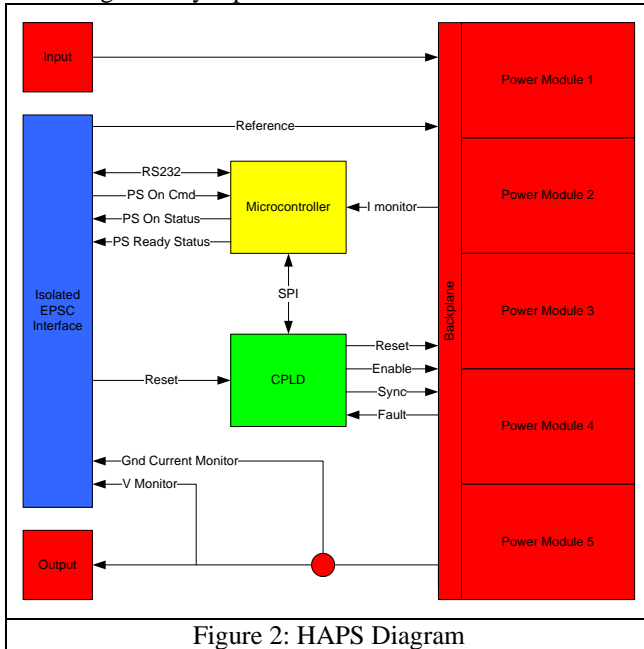 Input
Power Module 1
Reference
RS232
PS On Cmd
PS On Status
PS Ready Status
Microcontroller
I monitor
Power Module 2
Isolated
EPSC
Interface
SPI
Backplane
Power Module 3
Reset
CPLD
Reset
Enable
Sync
Fault
Power Module 4
Gnd Current Monitor
V Monitor
Output
Power Module 5
Figure 2: HAPS Diagram